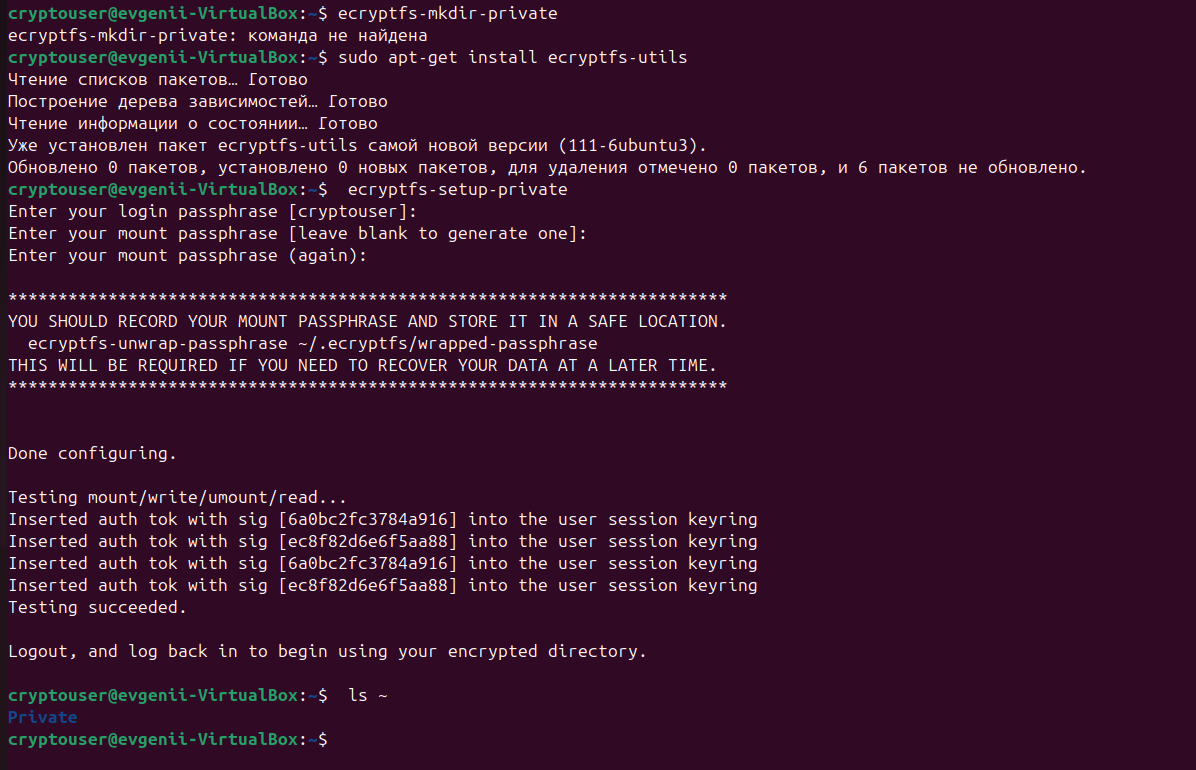 cryptouser@evgenii-VirtualBox:~$ ecryptfs-mkdir-private
ecryptfs-mkdir-private: команда не найдена
cryptouser@evgenii-VirtualBox:~$ sudo apt-get install ecryptfs-utils
Чтение списков пакетов… Готово
Построение дерева зависимостей… Готово
Чтение информации о состоянии… Готово
Уже установлен пакет ecryptfs-utils самой новой версии (111-6ubuntu3).
Обновлено 0 пакетов, установлено 0 новых пакетов, для удаления отмечено 0 пакетов, и 6 пакетов не обновлено.
cryptouser@evgenii-VirtualBox:~$  ecryptfs-setup-private
Enter your login passphrase [cryptouser]:
Enter your mount passphrase [leave blank to generate one]:
Enter your mount passphrase (again):
************************************************************************
YOU SHOULD RECORD YOUR MOUNT PASSPHRASE AND STORE IT IN A SAFE LOCATION.
  ecryptfs-unwrap-passphrase ~/.ecryptfs/wrapped-passphrase
THIS WILL BE REQUIRED IF YOU NEED TO RECOVER YOUR DATA AT A LATER TIME.
************************************************************************
Done configuring.
Testing mount/write/umount/read...
Inserted auth tok with sig [6a0bc2fc3784a916] into the user session keyring
Inserted auth tok with sig [ec8f82d6e6f5aa88] into the user session keyring
Inserted auth tok with sig [6a0bc2fc3784a916] into the user session keyring
Inserted auth tok with sig [ec8f82d6e6f5aa88] into the user session keyring
Testing succeeded.
Logout, and log back in to begin using your encrypted directory.
cryptouser@evgenii-VirtualBox:~$  ls ~
Private
cryptouser@evgenii-VirtualBox:~$